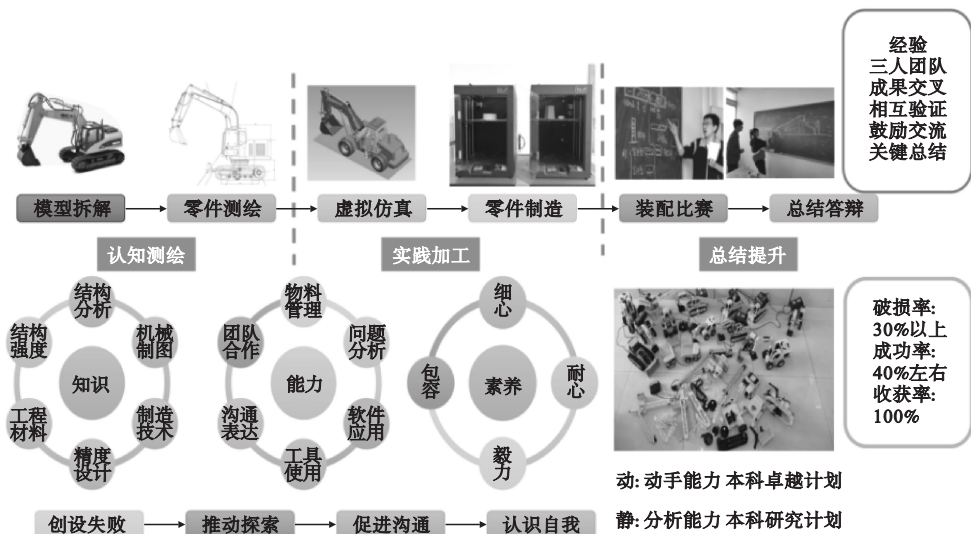 经验
三人团队
成果交叉
相互验证
鼓励交流
关键总结
模型拆解
零件测绘
虚拟仿真
零件制造
装配比赛
总结答辩
认知测绘
实践加工
总结提升
结构
分析
机械
制图
制造
技术
精度
设计
工程
材料
结构
强度
知识
物料
管理
问题
分析
软件
应用
工具
使用
沟通
表达
团队
合作
能力
细
心
耐
心
毅
力
包
容
素养
破损率:
30%以上
成功率:
40%左右
收获率:
100%
动: 动手能力 本科卓越计划
静: 分析能力 本科研究计划
创设失败
推动探索
促进沟通
认识自我